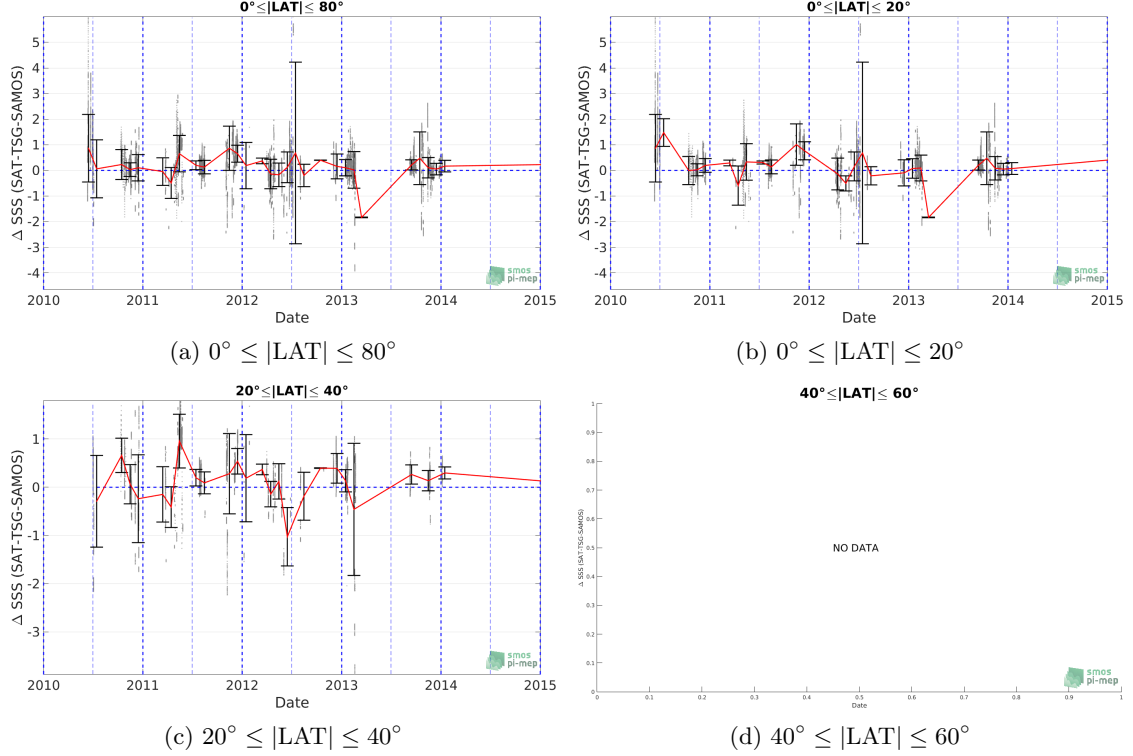 0°≤|LAT|≤ 80°
Δ SSS (SAT-TSG-SAMOS)
5
4
3
2
1
0
-1
-2
-3
-4
2010 2011 2012 2013 2014 2015
Date
smos
pi-mep
(a) 0° ≤ |LAT| ≤ 80°
0°≤|LAT|≤ 20°
Δ SSS (SAT-TSG-SAMOS)
5
4
3
2
1
0
-1
-2
-3
-4
2010 2011 2012 2013 2014 2015
Date
smos
pi-mep
(b) 0° ≤ |LAT| ≤ 20°
20°≤|LAT|≤ 40°
Δ SSS (SAT-TSG-SAMOS)
1
0
-1
-2
-3
2010 2011 2012 2013 2014 2015
Date
smos
pi-mep
(c) 20° ≤ |LAT| ≤ 40°
40°≤|LAT|≤ 60°
Δ SSS (SAT-TSG-SAMOS)
1
0.9
0.8
0.7
0.6
0.5
0.4
0.3
0.2
0.1
0
NO DATA
0 0.1 0.2 0.3 0.4 0.5 0.6 0.7 0.8 0.9 1
Date
smos
pi-mep
(d) 40° ≤ |LAT| ≤ 60°